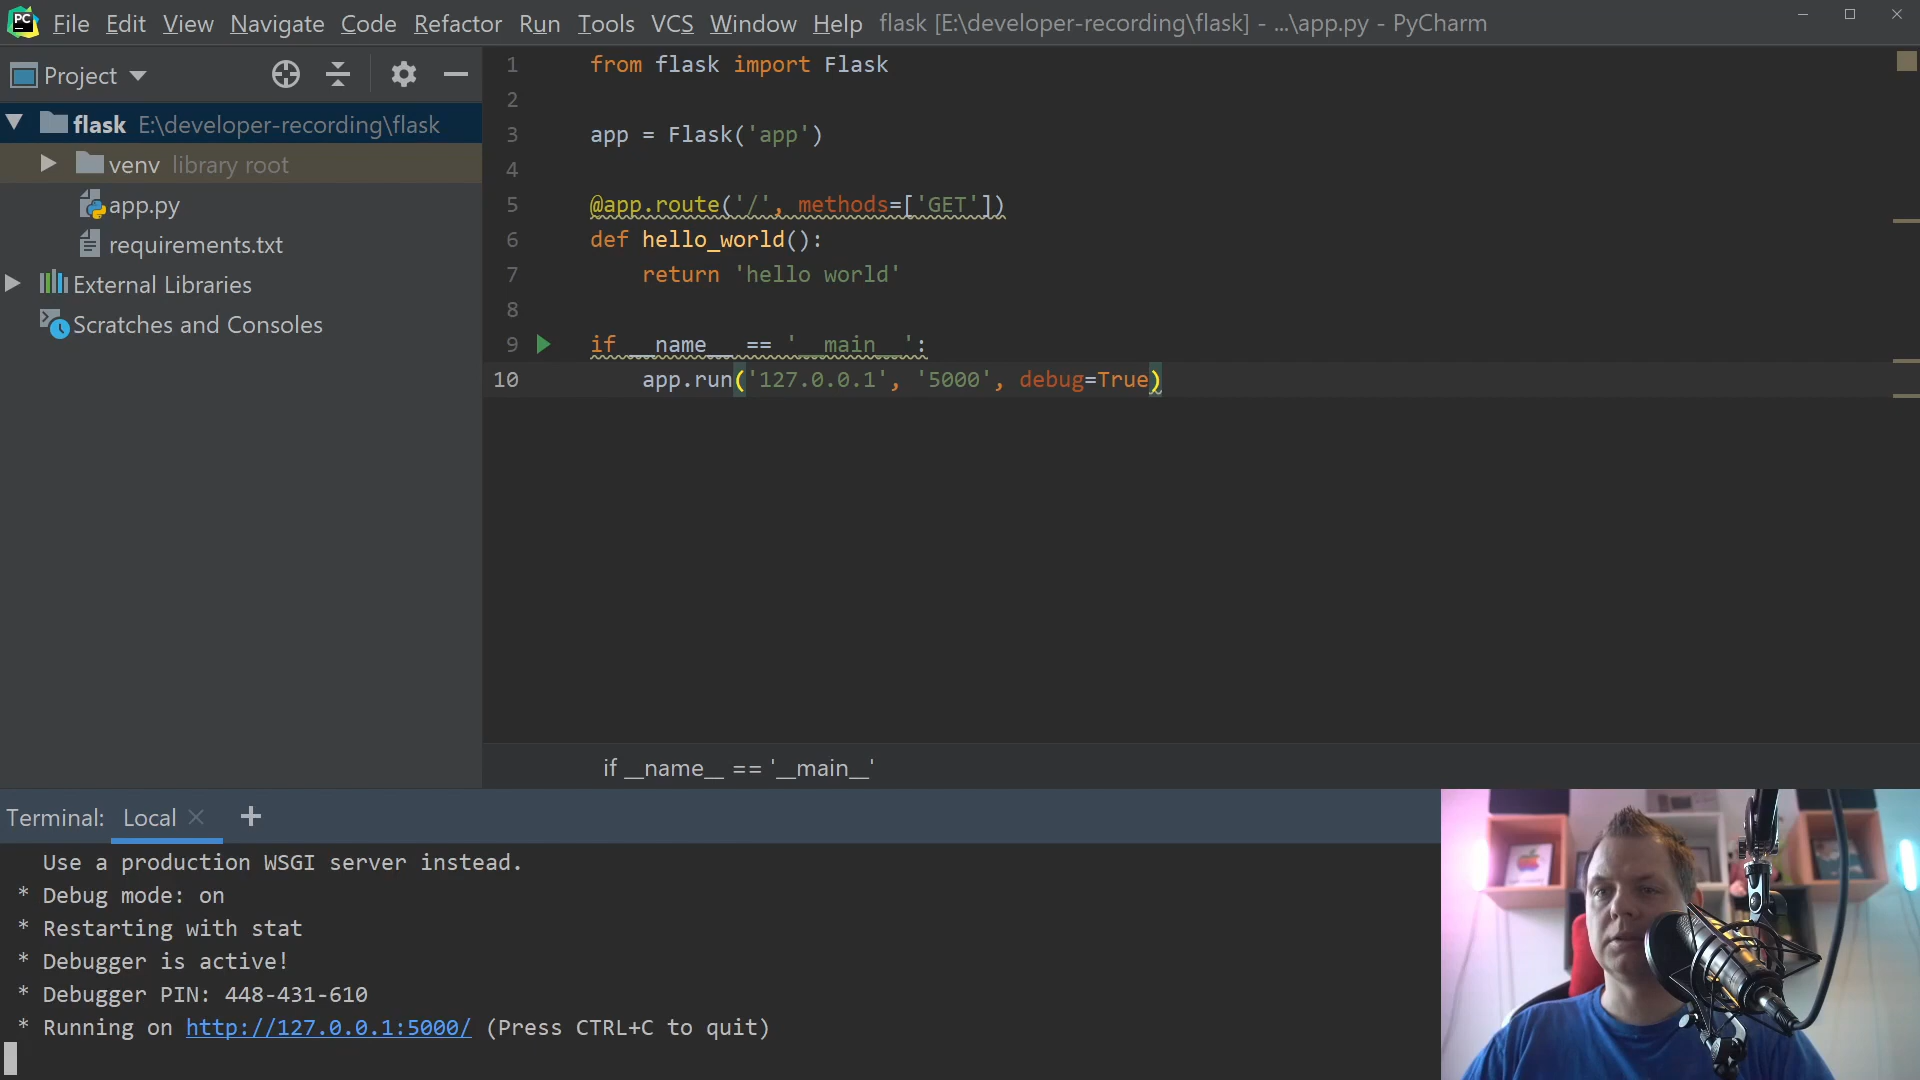 PC File Edit View Navigate Code Refactor Run Tools VCS Window Help flask [E:\developer-recording\flask] - ...\app.py - PyCharm
Project
flask E:\developer-recording\flask
venv library root
app.py
requirements.txt
External Libraries
Scratches and Consoles
1 from flask import Flask
2
3 app = Flask('app')
4
5 @app.route('/', methods=['GET'])
6 def hello_world():
7 return 'hello world'
8
9 if __name__ == '__main__':
10 app.run('127.0.0.1', '5000', debug=True)
if __name__ == '__main__'
Terminal: Local
Use a production WSGI server instead.
* Debug mode: on
* Restarting with stat
* Debugger is active!
* Debugger PIN: 448-431-610
* Running on http://127.0.0.1:5000/ (Press CTRL+C to quit)